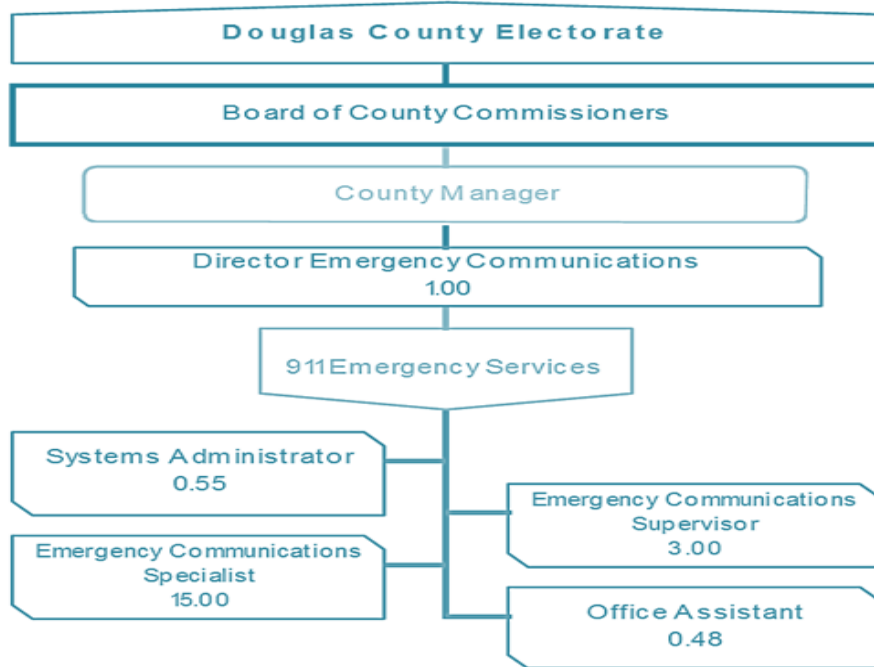 Douglas County Electorate
Board of County Commissioners
County Manager
Director Emergency Communications
1.00
911 Emergency Services
Systems Administrator
0.55
Emergency Communications
Supervisor
3.00
Emergency Communications
Specialist
15.00
Office Assistant
0.48